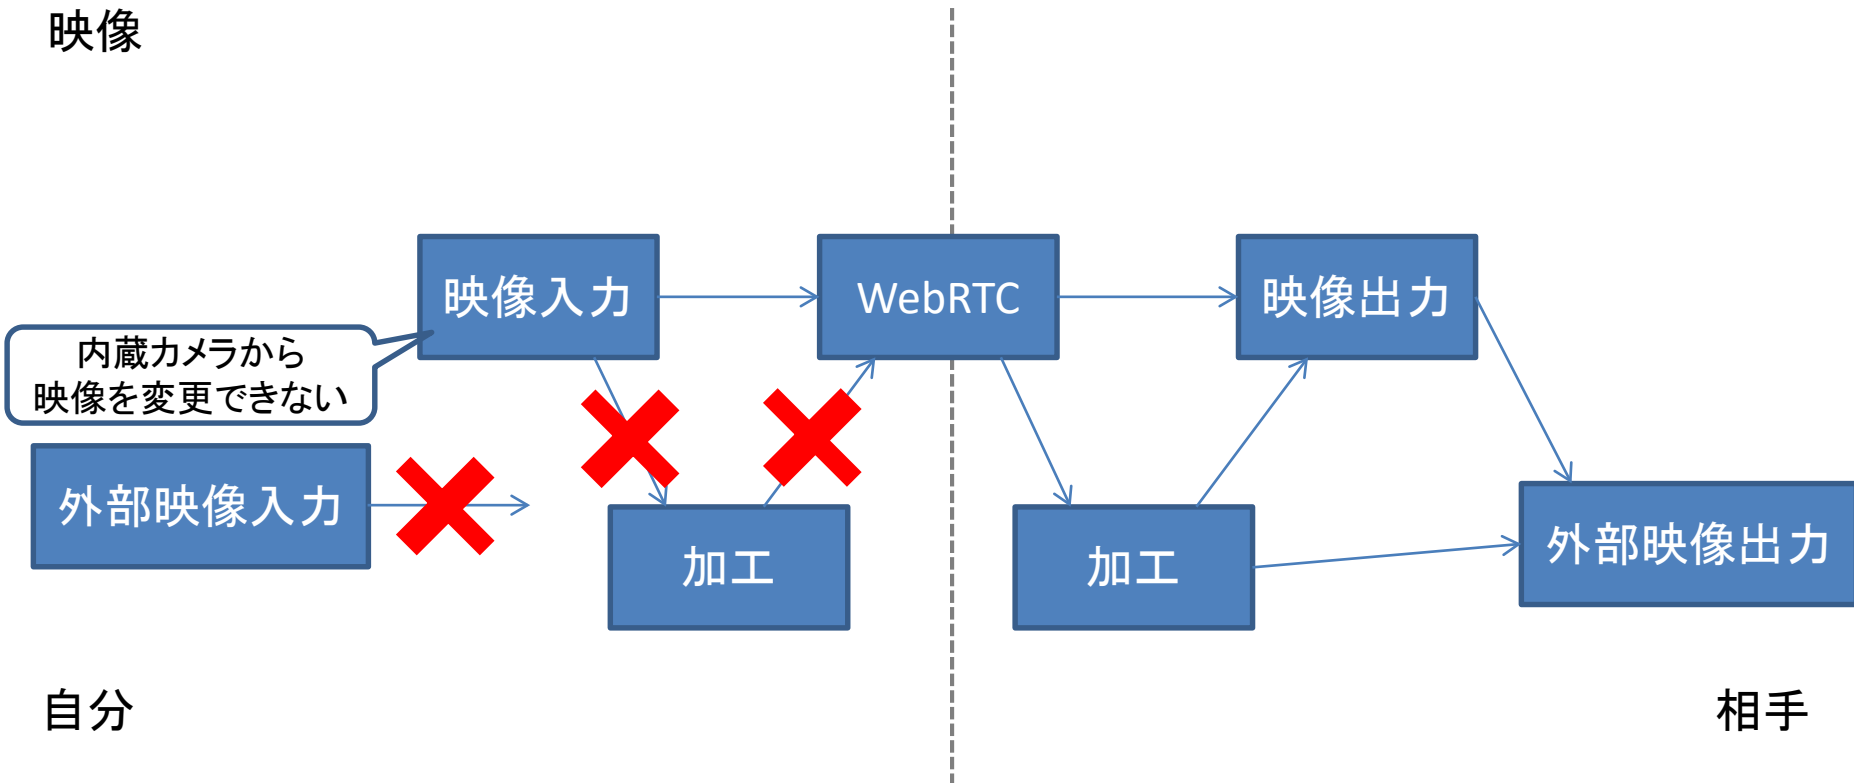 映像
映像入力
WebRTC
映像出力
内蔵カメラから
映像を変更できない
外部映像入力
加工
加工
外部映像出力
自分
相手